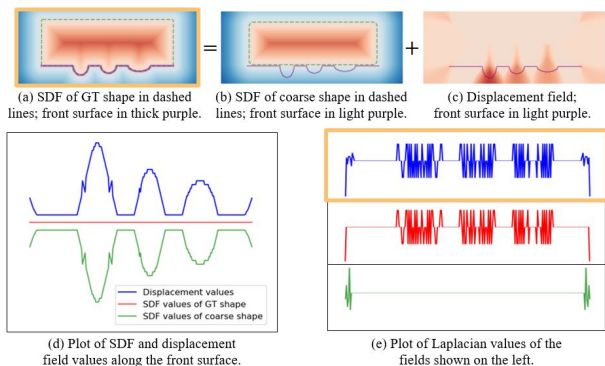 =
+
(a) SDF of GT shape in dashed
lines; front surface in thick purple.
(b) SDF of coarse shape in dashed
lines; front surface in light purple.
(c) Displacement field;
front surface in light purple.
Displacement values
SDF values of GT shape
SDF values of coarse shape
(d) Plot of SDF and displacement
field values along the front surface.
(e) Plot of Laplacian values of the
fields shown on the left.